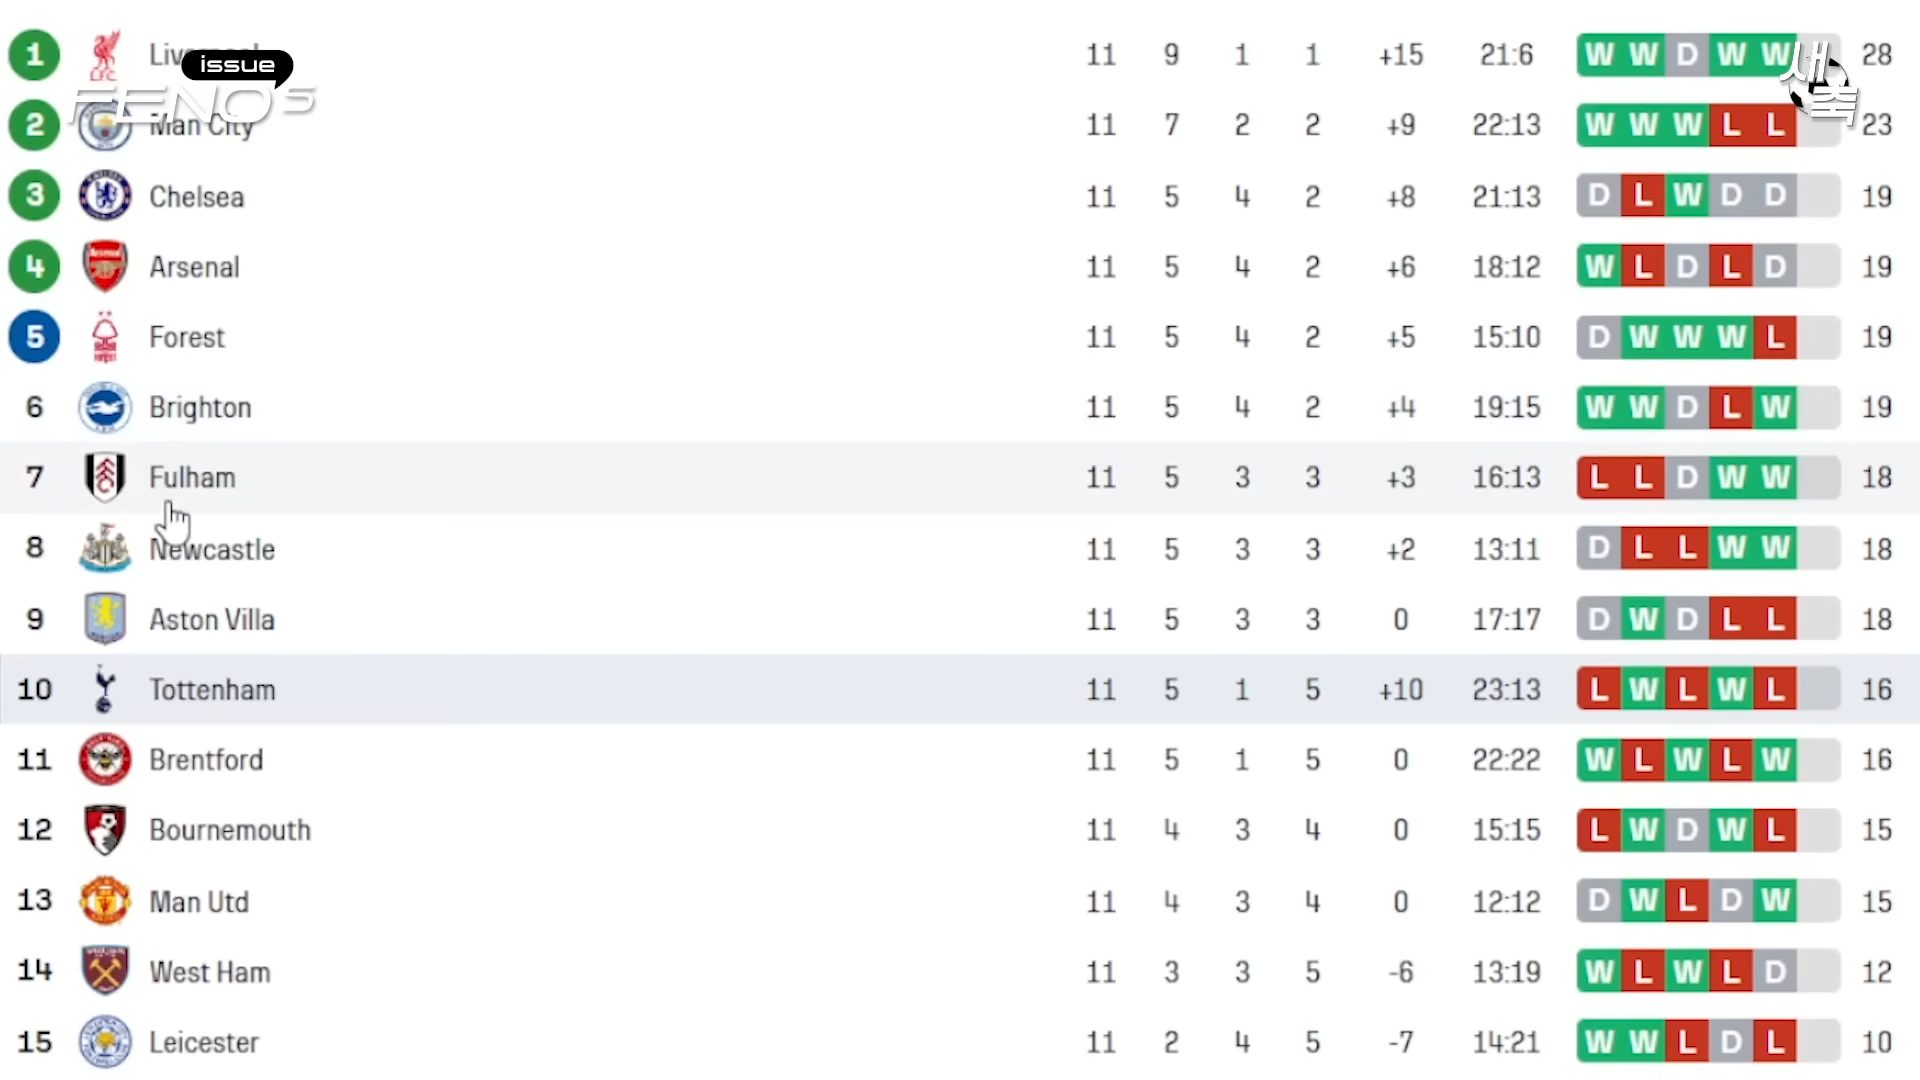 1 Liverpool 11 9 1 1 +15 21:6 W W D W W 28
issue
FENOS
세축
2 Man City 11 7 2 2 +9 22:13 W W W L L 23
3 Chelsea 11 5 4 2 +8 21:13 D L W D D 19
4 Arsenal 11 5 4 2 +6 18:12 W L D L D 19
5 Forest 11 5 4 2 +5 15:10 D W W W L 19
6 Brighton 11 5 4 2 +4 19:15 W W D L W 19
7 Fulham 11 5 3 3 +3 16:13 L L D W W 18
8 Newcastle 11 5 3 3 +2 13:11 D L L W W 18
9 Aston Villa 11 5 3 3 0 17:17 D W D L L 18
10 Tottenham 11 5 1 5 +10 23:13 L W L W L 16
11 Brentford 11 5 1 5 0 22:22 W L W L W 16
12 Bournemouth 11 4 3 4 0 15:15 L W D W L 15
13 Man Utd 11 4 3 4 0 12:12 D W L D W 15
14 West Ham 11 3 3 5 -6 13:19 W L W L D 12
15 Leicester 11 2 4 5 -7 14:21 W W L D L 10